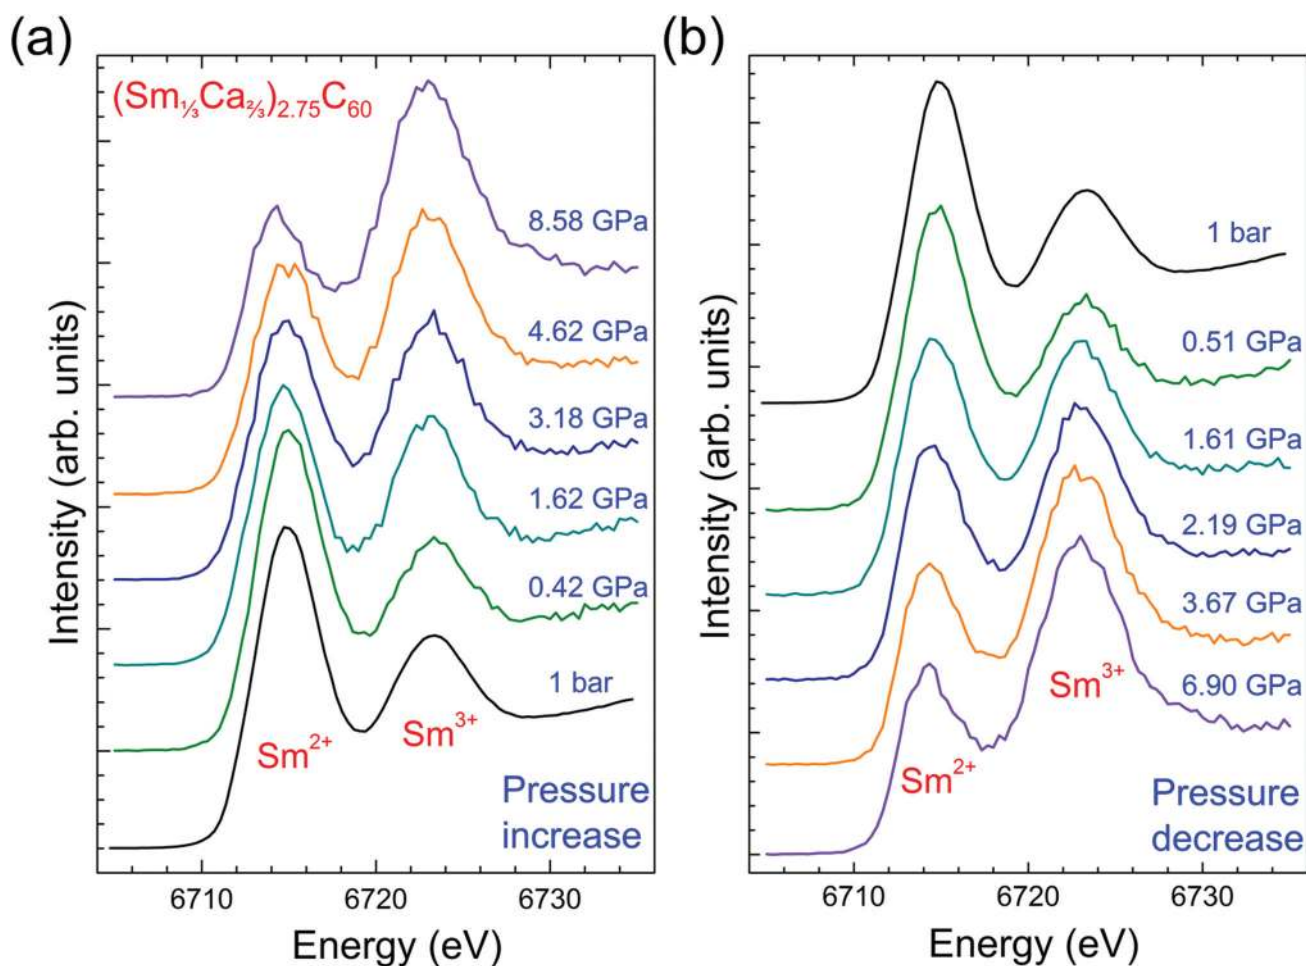 (a)
(Sm⅓Ca⅔)₂.₇₅C₆₀
8.58 GPa
4.62 GPa
3.18 GPa
1.62 GPa
0.42 GPa
1 bar
Sm²⁺
Sm³⁺
Pressure
increase
Intensity (arb. units)
6710
6720
6730
Energy (eV)
(b)
1 bar
0.51 GPa
1.61 GPa
2.19 GPa
3.67 GPa
6.90 GPa
Sm³⁺
Sm²⁺
Pressure
decrease
Intensity (arb. units)
6710
6720
6730
Energy (eV)